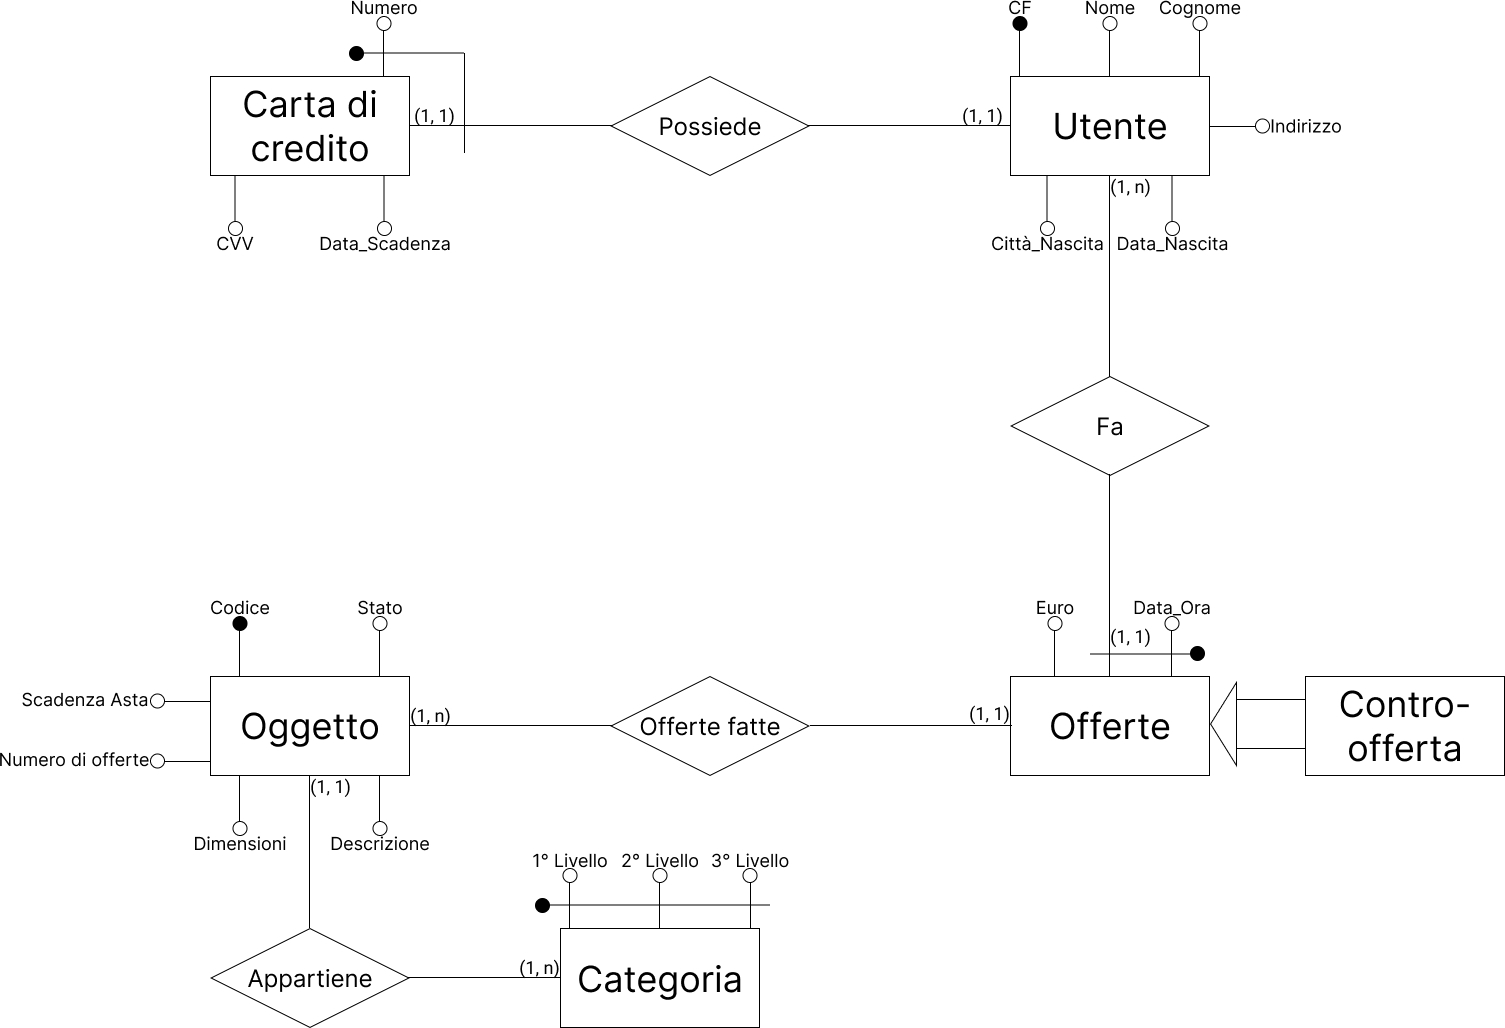 Numero
CF
Nome
Cognome
Carta di
credito
(1, 1)
Possiede
(1, 1)
Utente
Indirizzo
(1, n)
CVV
Data_Scadenza
Città_Nascita
Data_Nascita
Fa
Codice
Stato
Euro
Data_Ora
(1, 1)
Scadenza Asta
Oggetto
(1, n)
Offerte fatte
(1, 1)
Offerte
Contro-
offerta
Numero di offerte
(1, 1)
Dimensioni
Descrizione
1° Livello
2° Livello
3° Livello
Appartiene
(1, n)
Categoria